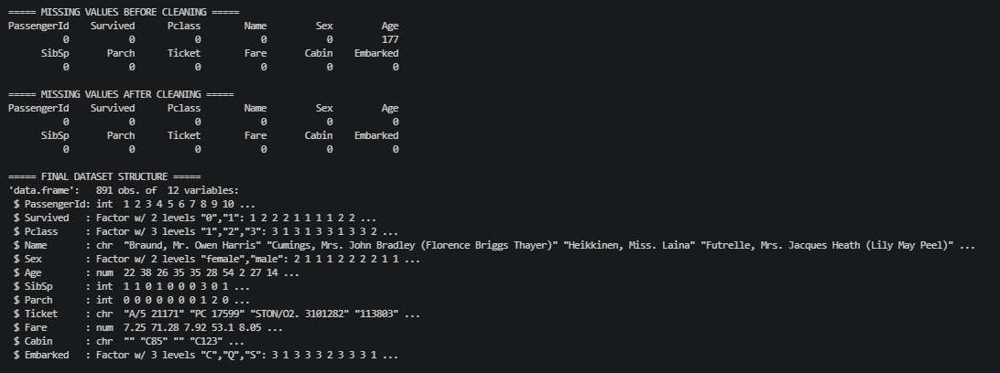 ===== MISSING VALUES BEFORE CLEANING =====
PassengerId    Survived      Pclass        Name         Sex         Age
          0           0           0           0           0         177
      SibSp       Parch      Ticket        Fare       Cabin    Embarked
          0           0           0           0           0           0

===== MISSING VALUES AFTER CLEANING =====
PassengerId    Survived      Pclass        Name         Sex         Age
          0           0           0           0           0           0
      SibSp       Parch      Ticket        Fare       Cabin    Embarked
          0           0           0           0           0           0

===== FINAL DATASET STRUCTURE =====
'data.frame':   891 obs. of  12 variables:
 $ PassengerId: int  1 2 3 4 5 6 7 8 9 10 ...
 $ Survived   : Factor w/ 2 levels "0","1": 1 2 2 2 1 1 1 1 2 2 ...
 $ Pclass     : Factor w/ 3 levels "1","2","3": 3 1 3 1 3 3 1 3 3 2 ...
 $ Name       : chr  "Braund, Mr. Owen Harris" "Cumings, Mrs. John Bradley (Florence Briggs Thayer)" "Heikkinen, Miss. Laina" "Futrelle, Mrs. Jacques Heath (Lily May Peel)" ...
 $ Sex        : Factor w/ 2 levels "female","male": 2 1 1 1 2 2 2 2 1 1 ...
 $ Age        : num  22 38 26 35 35 28 54 2 27 14 ...
 $ SibSp      : int  1 1 0 1 0 0 0 3 0 1 ...
 $ Parch      : int  0 0 0 0 0 0 0 1 2 0 ...
 $ Ticket     : chr  "A/5 21171" "PC 17599" "STON/O2. 3101282" "113803" ...
 $ Fare       : num  7.25 71.28 7.92 53.1 8.05 ...
 $ Cabin      : chr  "" "C85" "" "C123" ...
 $ Embarked   : Factor w/ 3 levels "C","Q","S": 3 1 3 3 3 2 3 3 3 1 ...